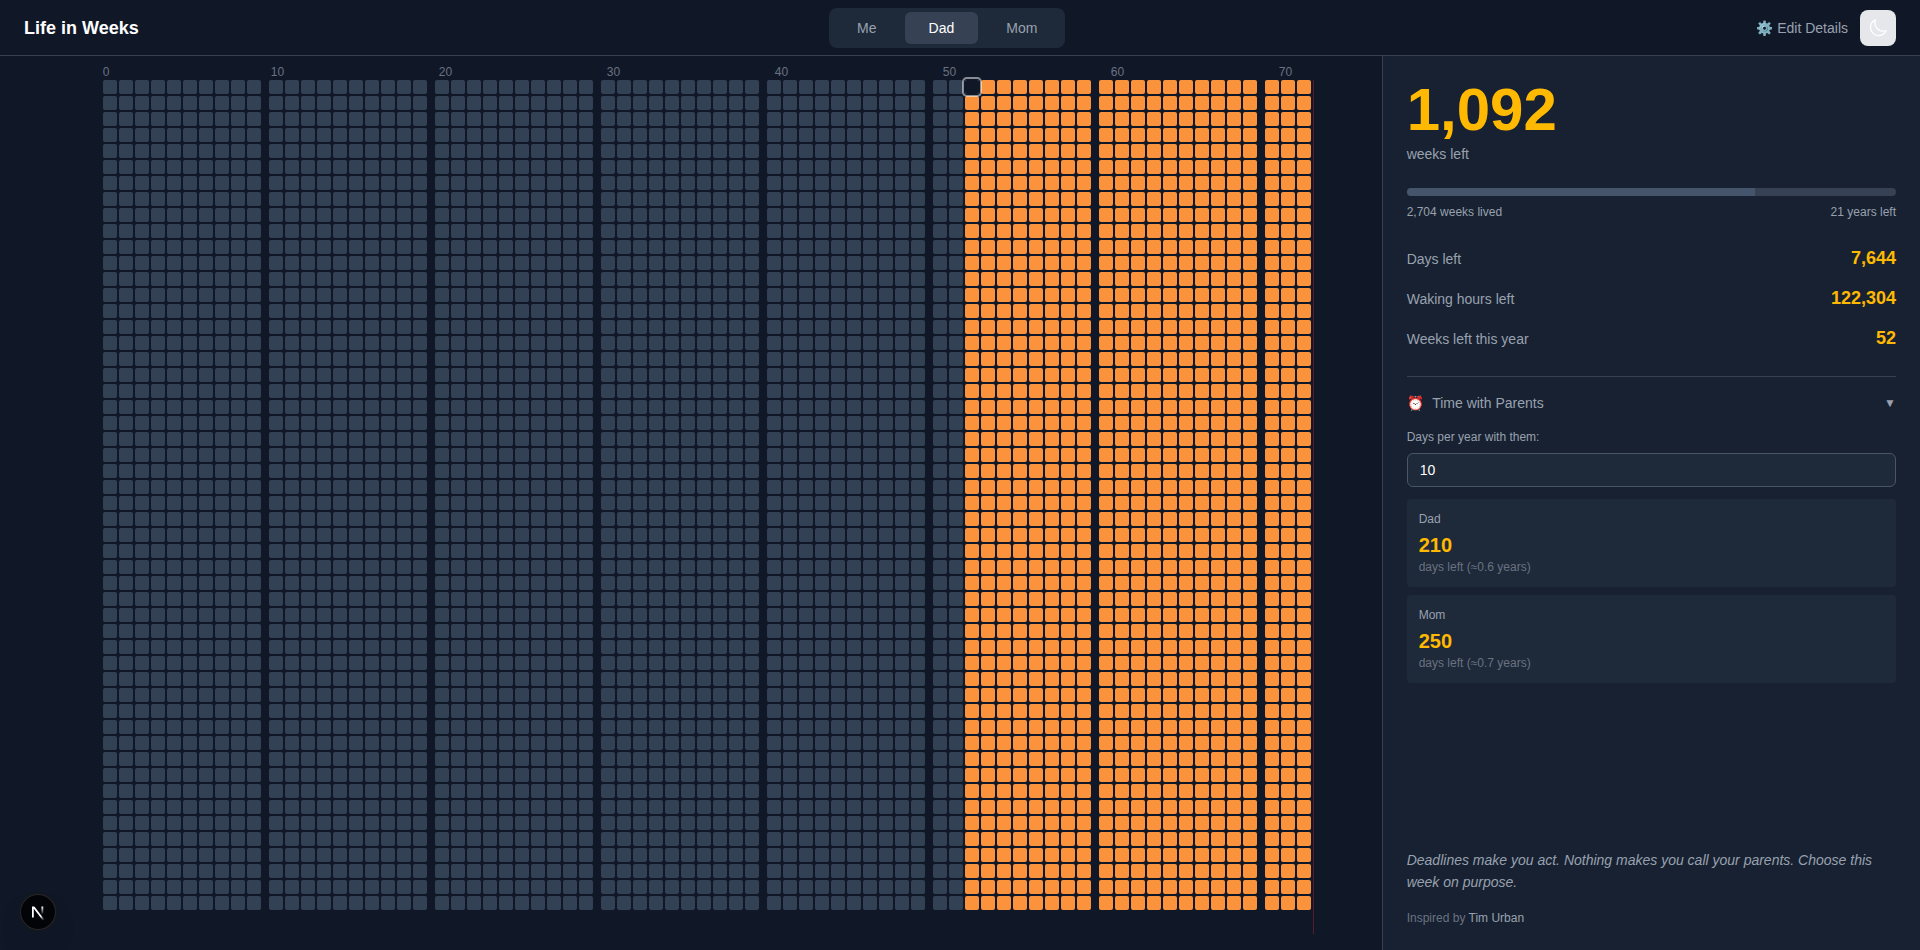 Life in Weeks
Me Dad Mom
Edit Details
0 10 20 30 40 50 60 70
1,092
weeks left
2,704 weeks lived 21 years left
Days left 7,644
Waking hours left 122,304
Weeks left this year 52
Time with Parents ▼
Days per year with them:
10
Dad
210
days left (≈0.6 years)
Mom
250
days left (≈0.7 years)
Deadlines make you act. Nothing makes you call your parents. Choose this
week on purpose.
Inspired by Tim Urban
N